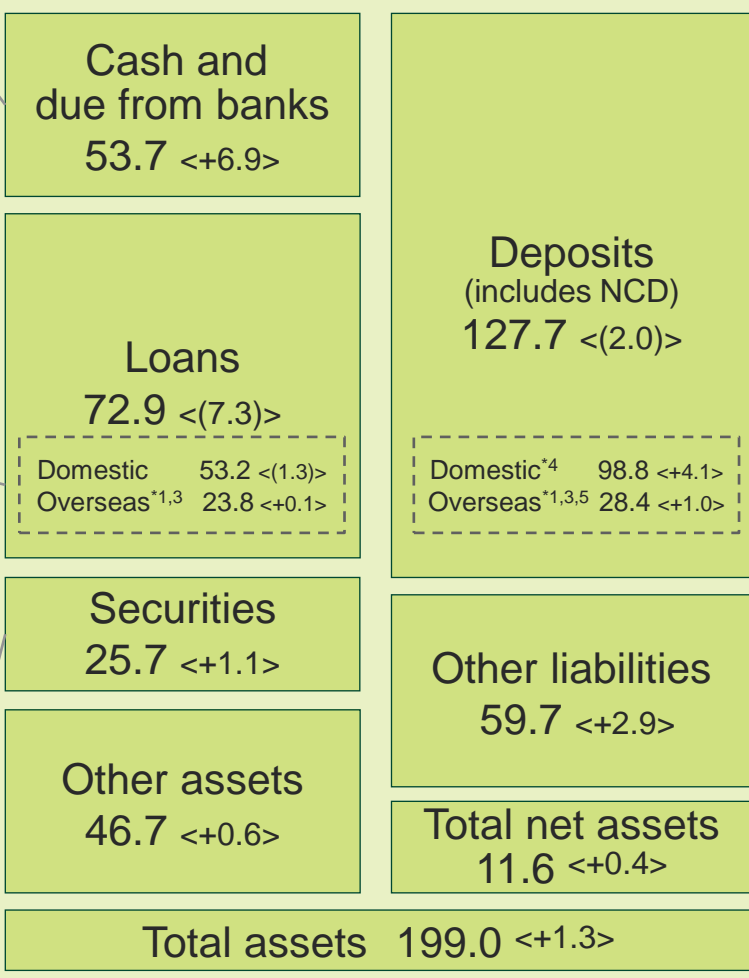 Cash and
due from banks
53.7 <+6.9>
Loans
72.9 <(7.3)>
Domestic 53.2 <(1.3)>
Overseas*1,3 23.8 <+0.1>
Securities
25.7 <+1.1>
Other assets
46.7 <+0.6>
Deposits
(includes NCD)
127.7 <(2.0)>
Domestic*4 98.8 <+4.1>
Overseas*1,3,5 28.4 <+1.0>
Other liabilities
59.7 <+2.9>
Total net assets
11.6 <+0.4>
Total assets 199.0 <+1.3>